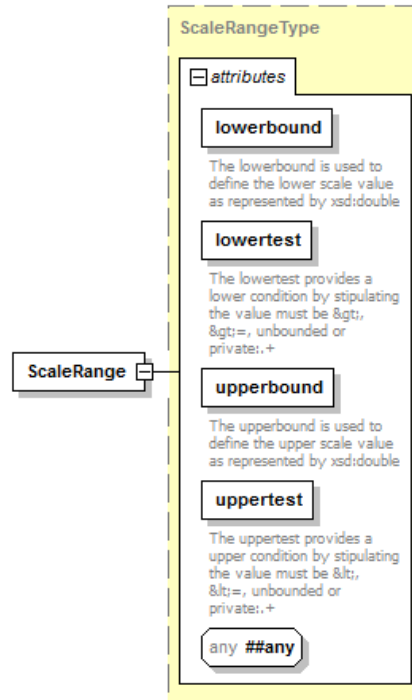 ScaleRangeType
attributes
lowerbound
The lowerbound is used to
define the lower scale value
as represented by xsd:double
lowertest
The lowertest provides a
lower condition by stipulating
the value must be &gt;,
&gt;=, unbounded or
private:.+
ScaleRange
upperbound
The upperbound is used to
define the upper scale value
as represented by xsd:double
uppertest
The uppertest provides a
upper condition by stipulating
the value must be &lt;,
&lt;=, unbounded or
private:.+
any ##any